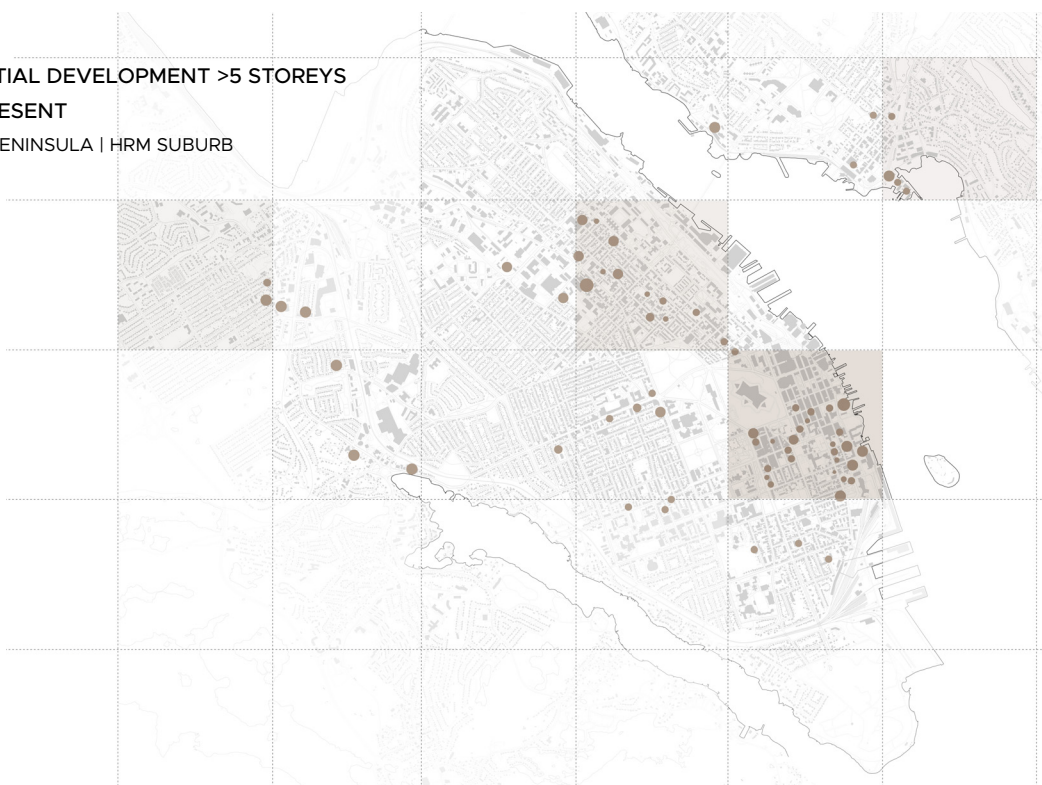 TIAL DEVELOPMENT >5 STOREYS
ESENT
ENINSULA | HRM SUBURB